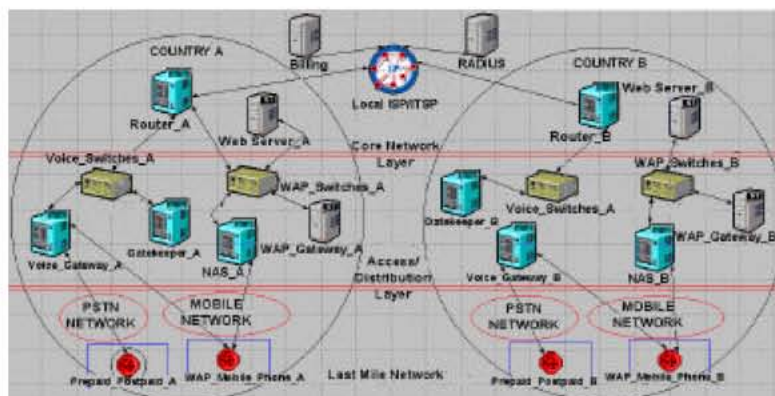 COUNTRY A
Billing
RADIUS
COUNTRY B
Local ISP/ITSP
Web Server_B
Router_A
Web Server_A
Router_B
Core Network
Layer
Voice_Switches_A
WAP_Switches_A
WAP_Switches_B
Voice_Switches_A
Gatekeeper_B
WAP_Gateway_B
Gatekeeper_A
WAP_Gateway_A
Voice_Gateway_A
NAS_A
Access/
Distribution
Layer
Voice_Gateway_B
NAS_B
PSTN
NETWORK
MOBILE
NETWORK
PSTN
NETWORK
MOBILE
NETWORK
Prepaid_Postpaid_A
WAP_Mobile_Phone_A
Last Mile Network
Prepaid_Postpaid_B
WAP_Mobile_Phone_B